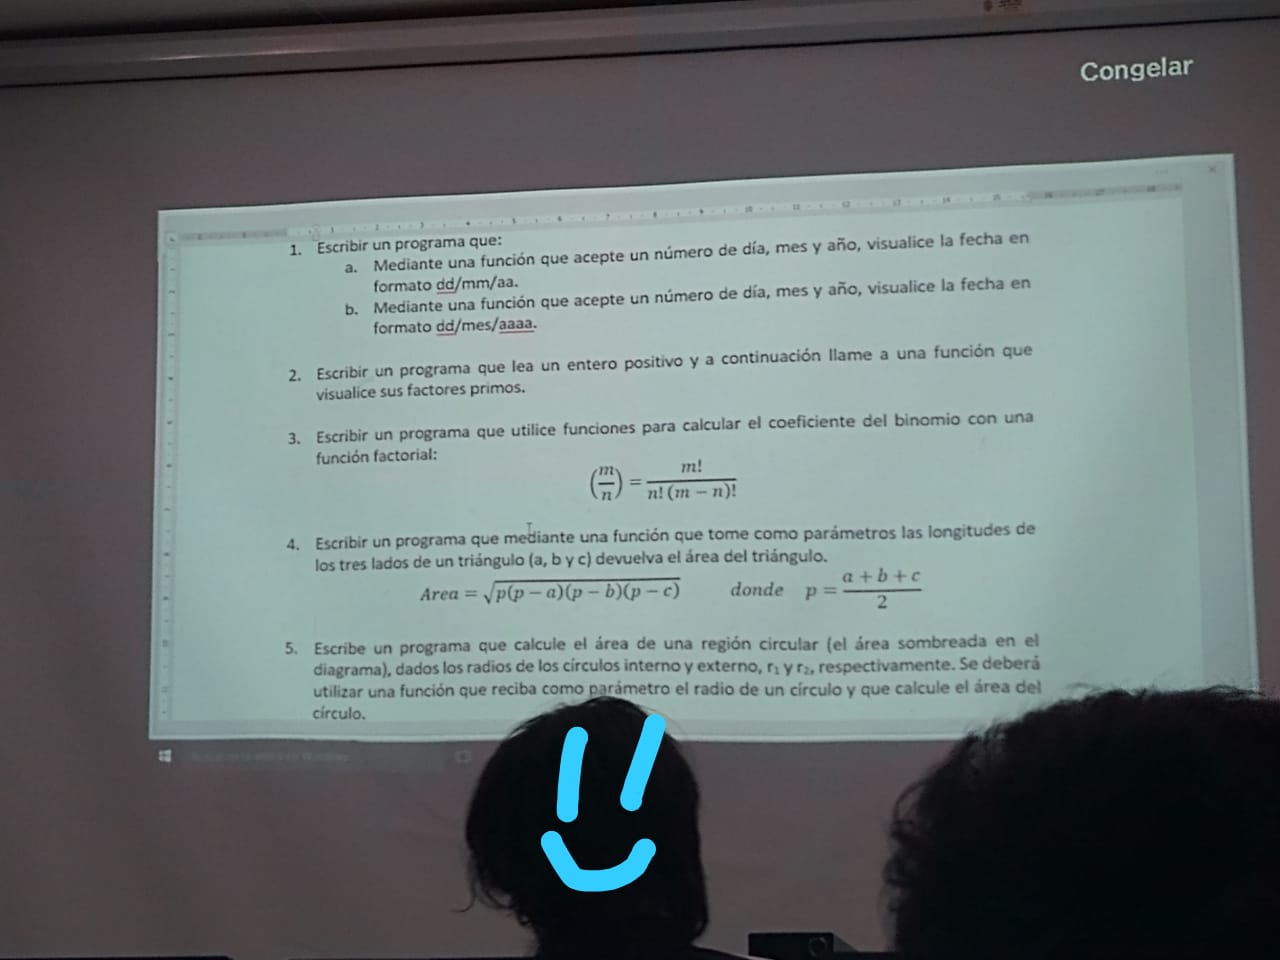 Congelar
1. Escribir un programa que:
a. Mediante una función que acepte un número de día, mes y año, visualice la fecha en
formato dd/mm/aa.
b. Mediante una función que acepte un número de día, mes y año, visualice la fecha en
formato dd/mes/aaaa.
2. Escribir un programa que lea un entero positivo y a continuación llame a una función que
visualice sus factores primos.
3. Escribir un programa que utilice funciones para calcular el coeficiente del binomio con una
función factorial:
(m/n) = m! / n! (m − n)!
4. Escribir un programa que mediante una función que tome como parámetros las longitudes de
los tres lados de un triángulo (a, b y c) devuelva el área del triángulo.
Area = √p(p − a)(p − b)(p − c) donde p = a + b + c / 2
5. Escribe un programa que calcule el área de una región circular (el área sombreada en el
diagrama), dados los radios de los círculos interno y externo, r₁ y r₂, respectivamente. Se deberá
utilizar una función que reciba como parámetro el radio de un círculo y que calcule el área del
círculo.